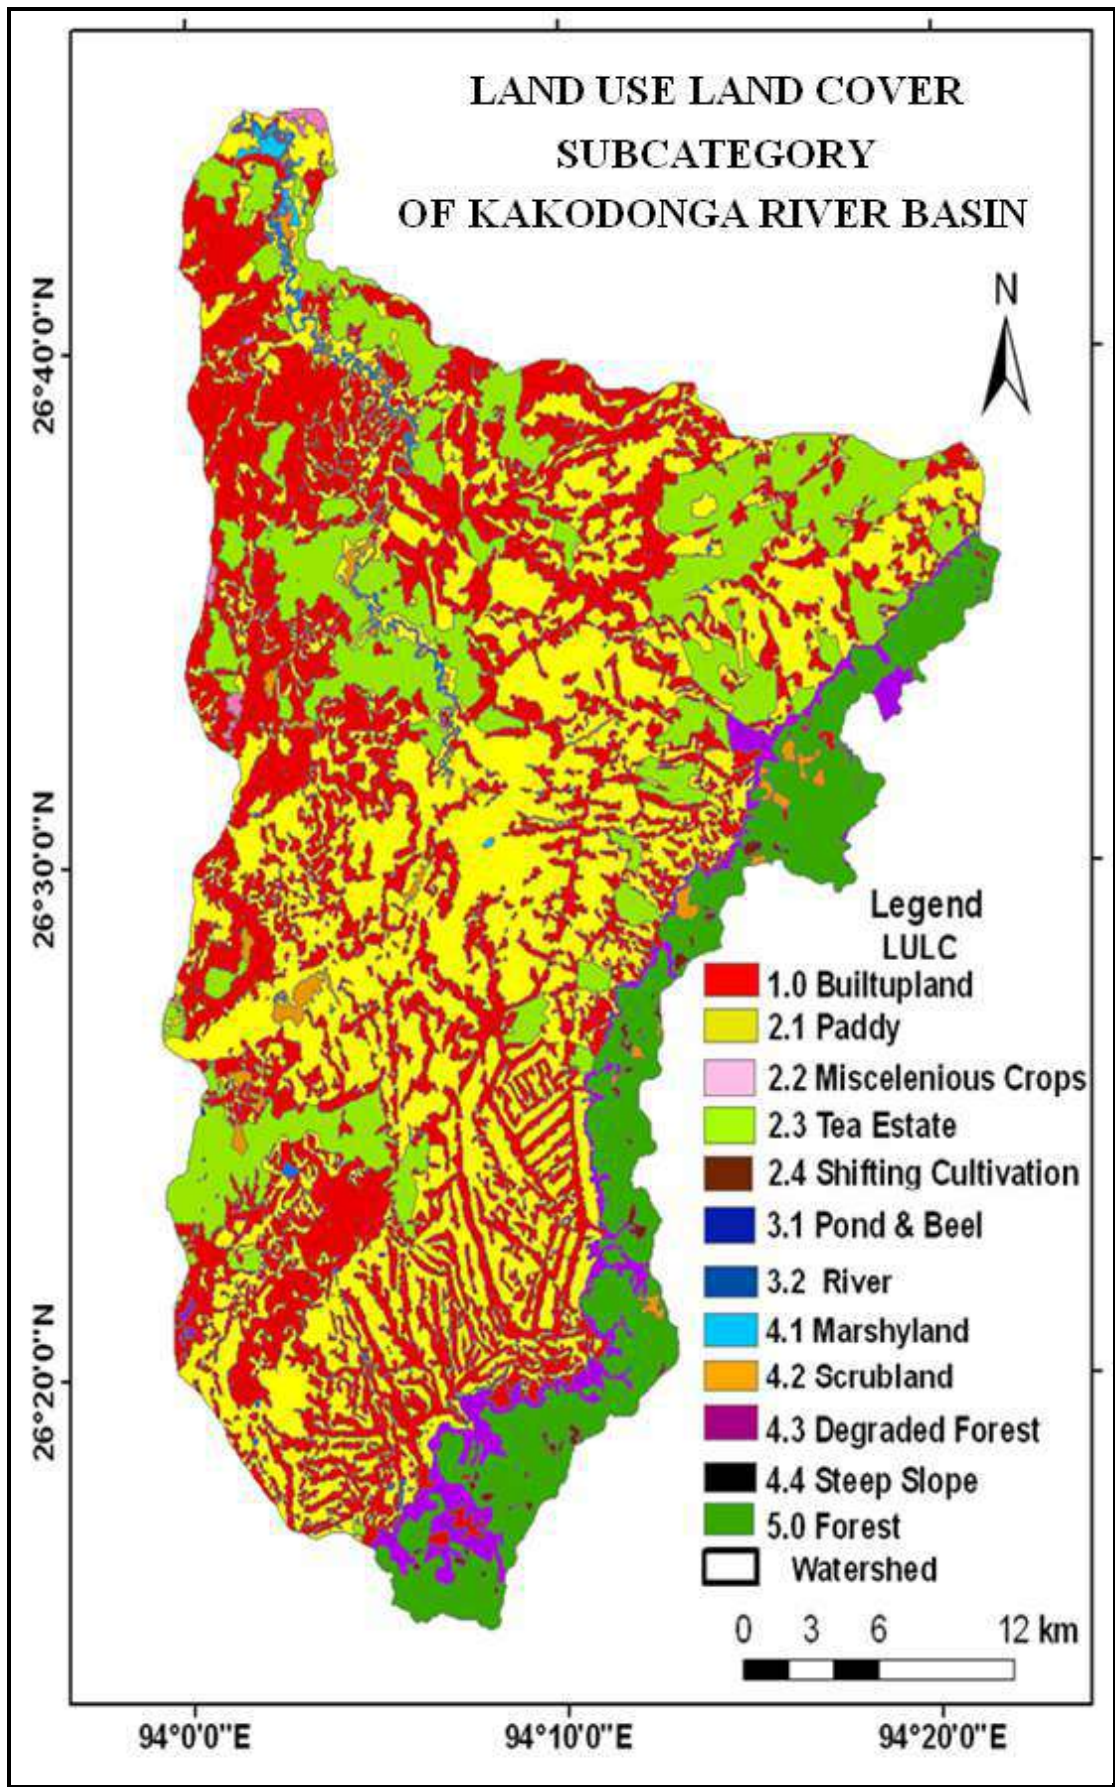 LAND USE LAND COVER
SUBCATEGORY
OF KAKODONGA RIVER BASIN
N
26°40'0"N
26°30'0"N
26°20'0"N
Legend
LULC
1.0 Builtupland
2.1 Paddy
2.2 Miscelenious Crops
2.3 Tea Estate
2.4 Shifting Cultivation
3.1 Pond & Beel
3.2 River
4.1 Marshyland
4.2 Scrubland
4.3 Degraded Forest
4.4 Steep Slope
5.0 Forest
Watershed
0 3 6 12 km
94°0'0"E 94°10'0"E 94°20'0"E